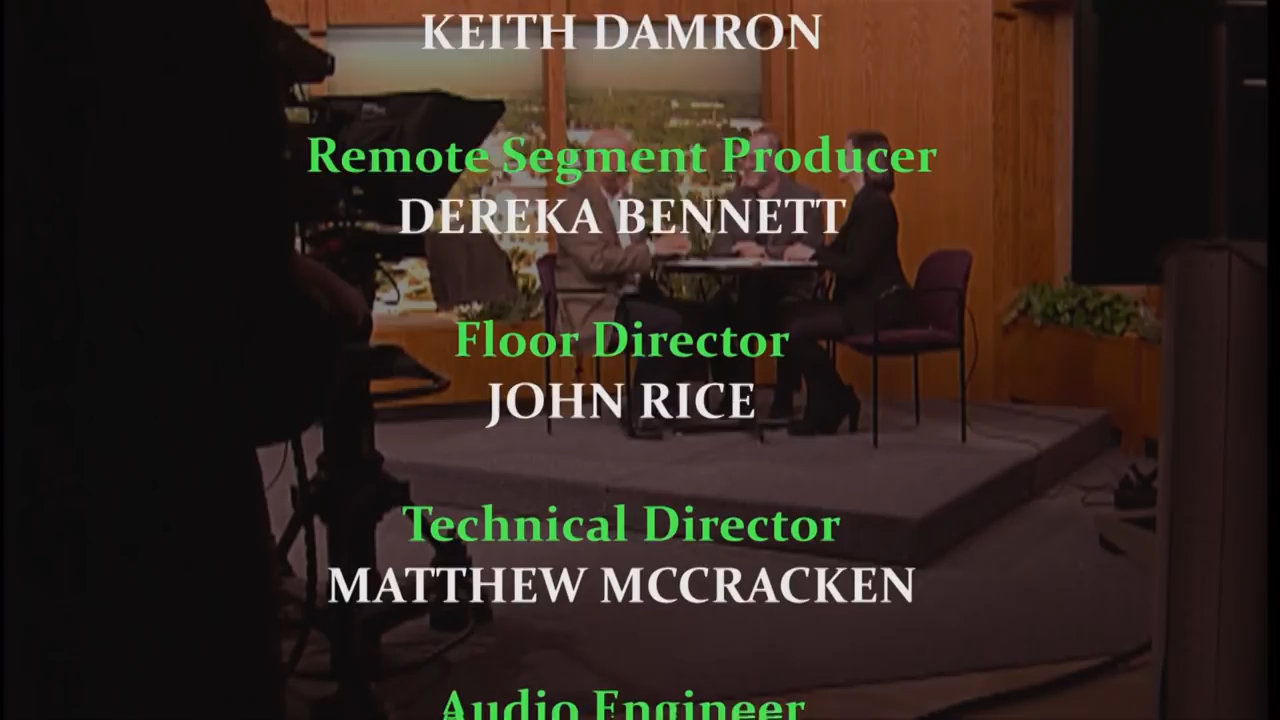 KEITH DAMRON
Remote Segment Producer
DEREKA BENNETT
Floor Director
JOHN RICE
Technical Director
MATTHEW MCCRACKEN
Audio Engineer